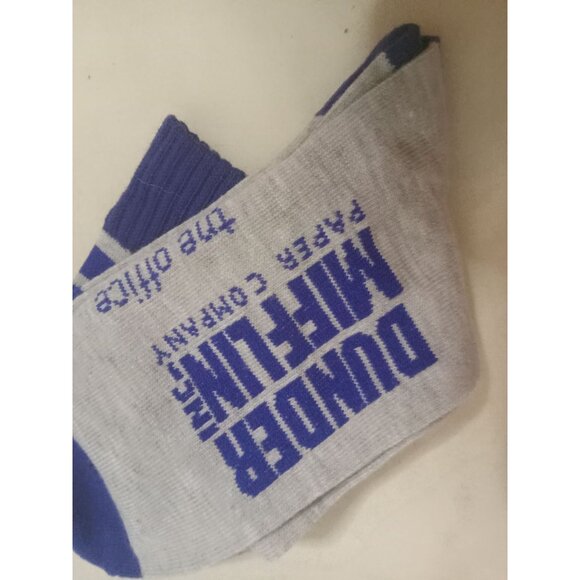 DUNDER
MIFFLIN INC.
PAPER COMPANY
the office